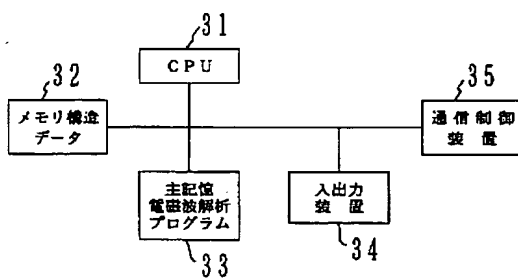 31
CPU
32
メモリ構造
データ
35
通信制御
装置
主記憶
電磁波解析
プログラム
33
入出力
装置
34